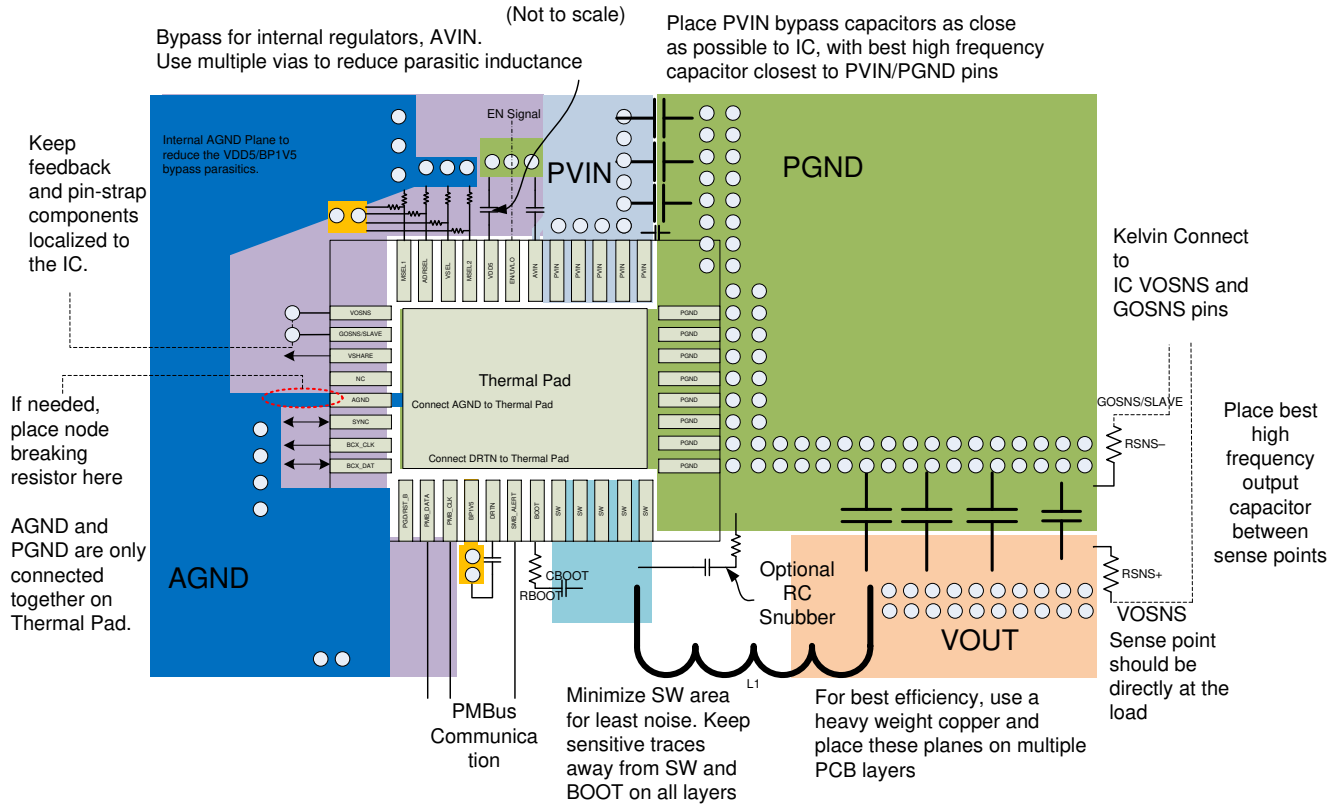 (Not to scale)
Bypass for internal regulators, AVIN.
Use multiple vias to reduce parasitic inductance
Place PVIN bypass capacitors as close
as possible to IC, with best high frequency
capacitor closest to PVIN/PGND pins
Keep
feedback
and pin-strap
components
localized to
the IC.
Internal AGND Plane to
reduce the VDD5/BP1V5
bypass parasitics.
EN Signal
PVIN
PGND
Kelvin Connect
to
IC VOSNS and
GOSNS pins
MSEL1
ADRSEL
VSEL
MSEL2
VDD5
EN/UVLO
AVIN
PVIN
PVIN
PVIN
PVIN
PVIN
VOSNS
GOSNS/SLAVE
VSHARE
NC
AGND
SYNC
BCX_CLK
BCX_DAT
Thermal Pad
Connect AGND to Thermal Pad
Connect DRTN to Thermal Pad
PGND
PGND
PGND
PGND
PGND
PGND
PGND
PGND
If needed,
place node
breaking
resistor here
AGND and
PGND are only
connected
together on
Thermal Pad.
GOSNS/SLAVE
RSNS–
Place best
high
frequency
output
capacitor
between
sense points
PGD/RST_B
PMB_DATA
PMB_CLK
BP1V5
DRTN
SMB_ALERT
BOOT
SW
SW
SW
SW
SW
AGND
CBOOT
RBOOT
Optional
RC
Snubber
RSNS+
VOSNS
Sense point
should be
directly at the
load
VOUT
L1
PMBus
Communica
tion
Minimize SW area
for least noise. Keep
sensitive traces
away from SW and
BOOT on all layers
For best efficiency, use a
heavy weight copper and
place these planes on multiple
PCB layers